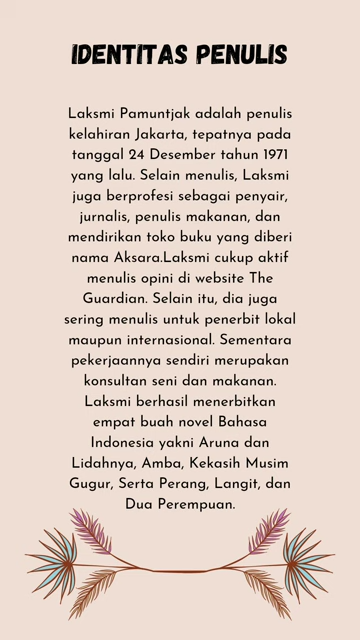 IDENTITAS PENULIS
Laksmi Pamuntjak adalah penulis
kelahiran Jakarta, tepatnya pada
tanggal 24 Desember tahun 1971
yang lalu. Selain menulis, Laksmi
juga berprofesi sebagai penyair,
jurnalis, penulis makanan, dan
mendirikan toko buku yang diberi
nama Aksara.Laksmi cukup aktif
menulis opini di website The
Guardian. Selain itu, dia juga
sering menulis untuk penerbit lokal
maupun internasional. Sementara
pekerjaannya sendiri merupakan
konsultan seni dan makanan.
Laksmi berhasil menerbitkan
empat buah novel Bahasa
Indonesia yakni Aruna dan
Lidahnya, Amba, Kekasih Musim
Gugur, Serta Perang, Langit, dan
Dua Perempuan.